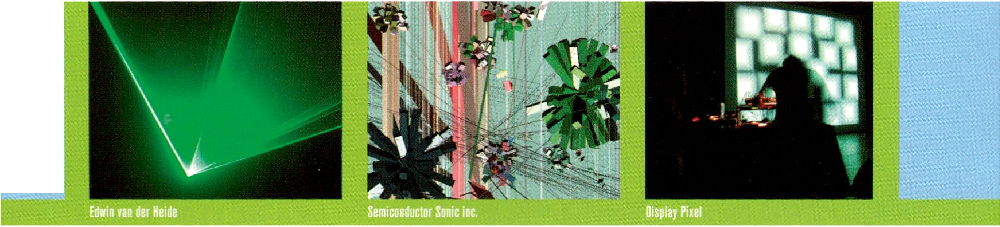 Edwin van der Heide
Semiconductor Sonic inc.
Display Pixel